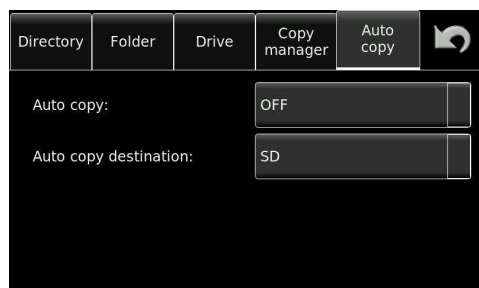 Directory
Folder
Drive
Copy
manager
Auto
copy
Auto copy:
OFF
Auto copy destination:
SD